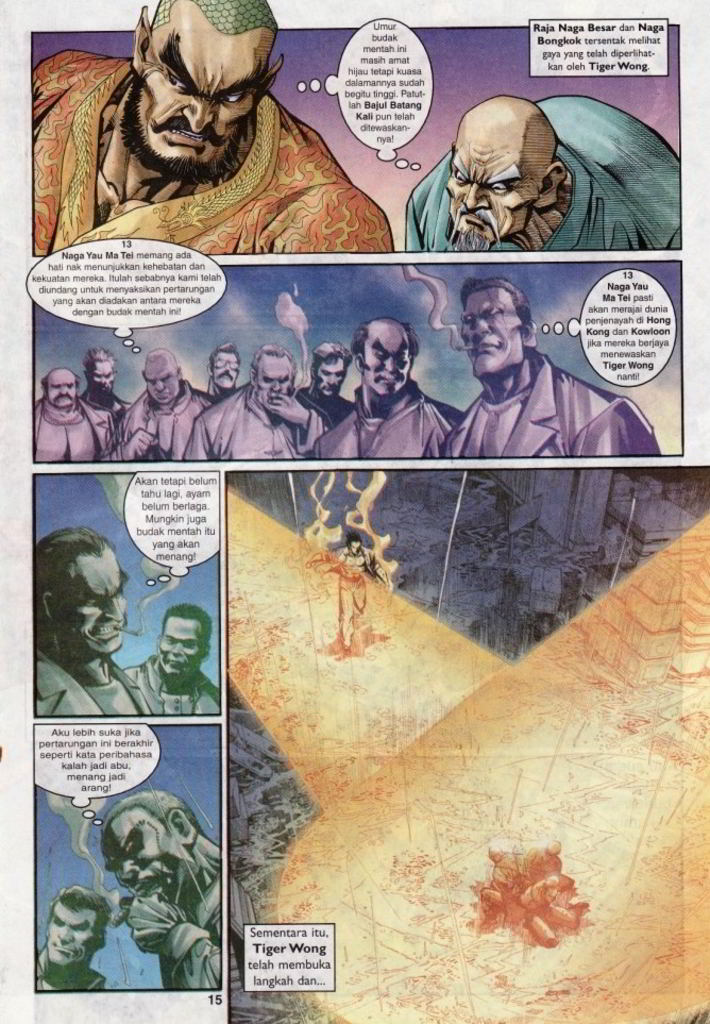 Umur
budak
mentah ini
masih amat
hijau tetapi kuasa
dalamannya sudah
begitu tinggi. Patut-
lah Bajul Batang
Kali pun telah
ditewaskan-
nya!
Raja Naga Besar dan Naga
Bongkok tersentak melihat
gaya yang telah diperlihat-
kan oleh Tiger Wong.
13
Naga Yau Ma Tei memang ada
hati nak menunjukkan kehebatan dan
kekuatan mereka. Itulah sebabnya kami telah
diundang untuk menyaksikan pertarungan
yang akan diadakan antara mereka
dengan budak mentah ini!
13
Naga Yau
Ma Tei pasti
akan merajai dunia
penjenayah di Hong
Kong dan Kowloon
jika mereka berjaya
menewaskan
Tiger Wong
nanti!
Akan tetapi belum
tahu lagi, ayam
belum berlaga.
Mungkin juga
budak mentah itu
yang akan
menang!
Aku lebih suka jika
pertarungan ini berakhir
seperti kata peribahasa
kalah jadi abu,
menang jadi
arang!
Sementara itu,
Tiger Wong
telah membuka
langkah dan...
15